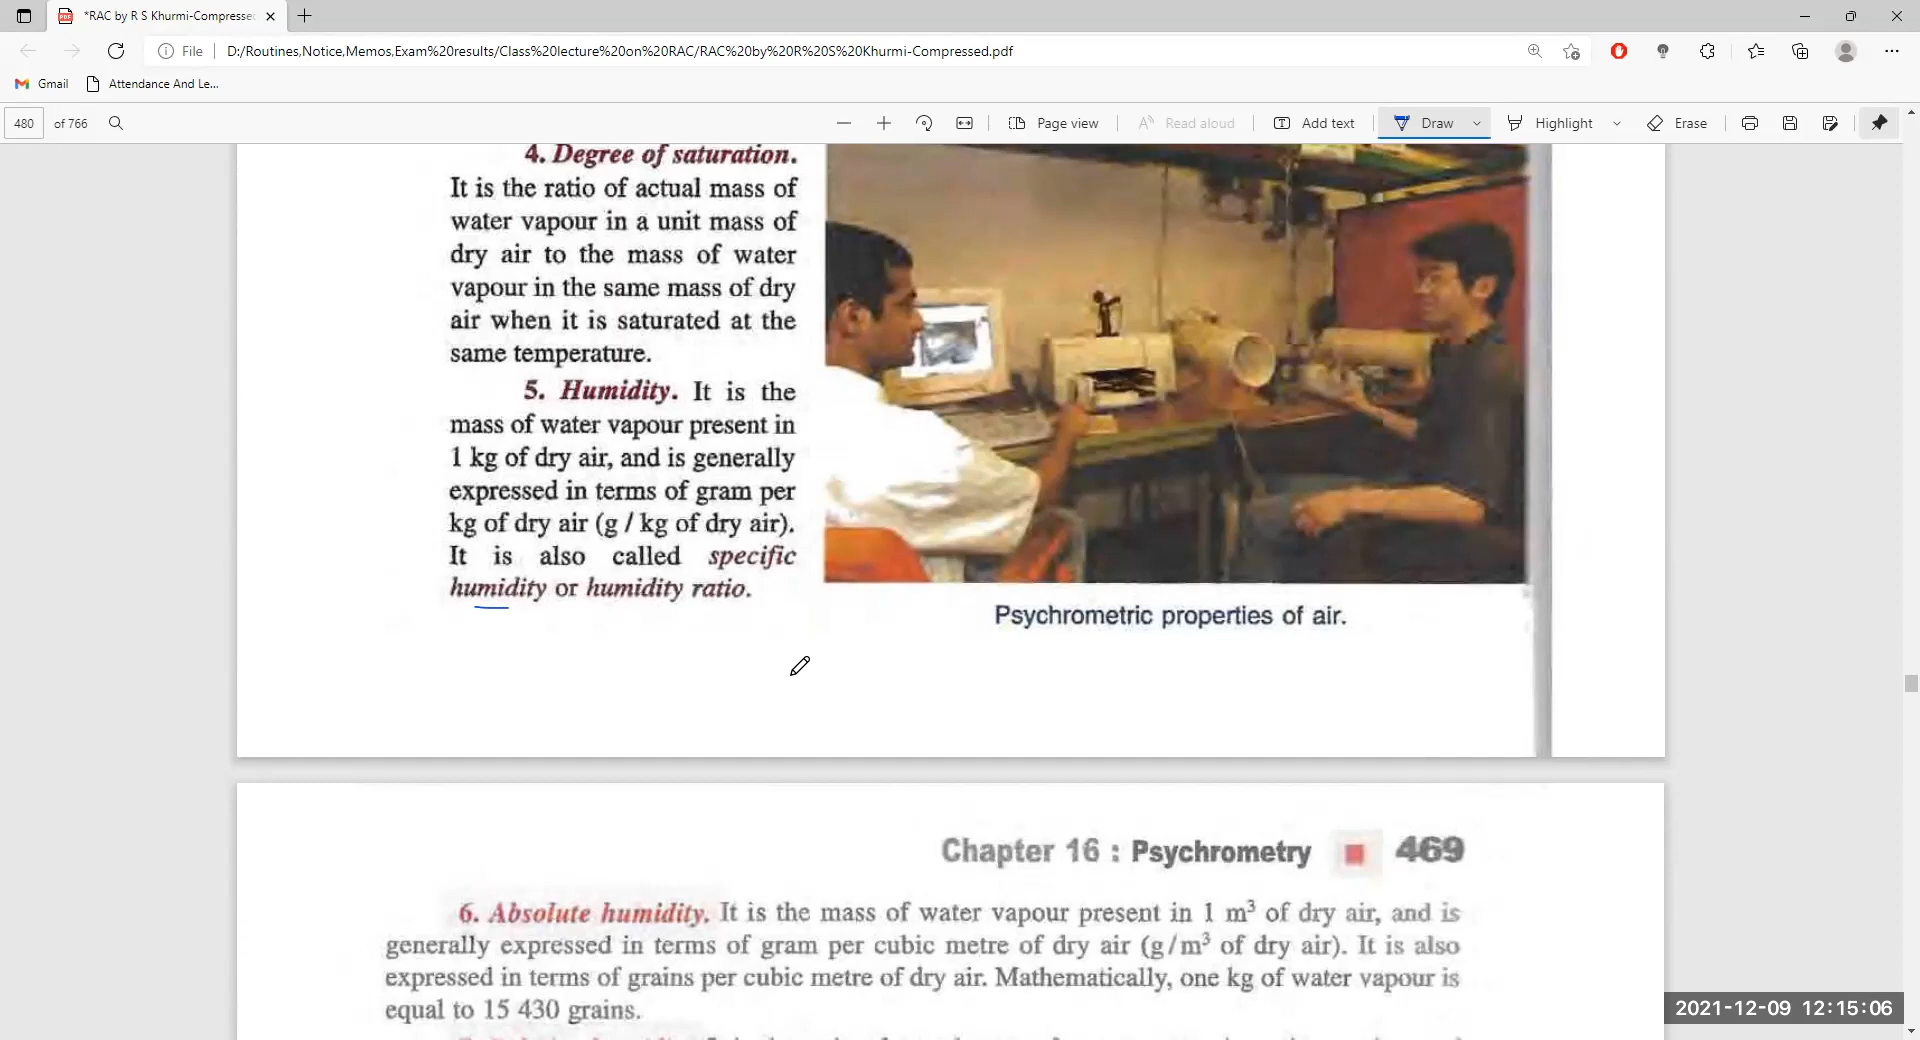 *RAC by R S Khurmi-Compressed
File
D:/Routines,Notice,Memos,Exam%20results/Class%20lecture%20on%20RAC/RAC%20by%20R%20S%20Khurmi-Compressed.pdf
Gmail
Attendance And Le...
480 of 766
Page view
Read aloud
Add text
Draw
Highlight
Erase
4. Degree of saturation.
It is the ratio of actual mass of
water vapour in a unit mass of
dry air to the mass of water
vapour in the same mass of dry
air when it is saturated at the
same temperature.
5. Humidity. It is the
mass of water vapour present in
1 kg of dry air, and is generally
expressed in terms of gram per
kg of dry air (g / kg of dry air).
It is also called specific
humidity or humidity ratio.
Psychrometric properties of air.
Chapter 16 : Psychrometry 469
6. Absolute humidity. It is the mass of water vapour present in 1 m³ of dry air, and is
generally expressed in terms of gram per cubic metre of dry air (g/m³ of dry air). It is also
expressed in terms of grains per cubic metre of dry air. Mathematically, one kg of water vapour is
equal to 15 430 grains.
2021-12-09 12:15:06